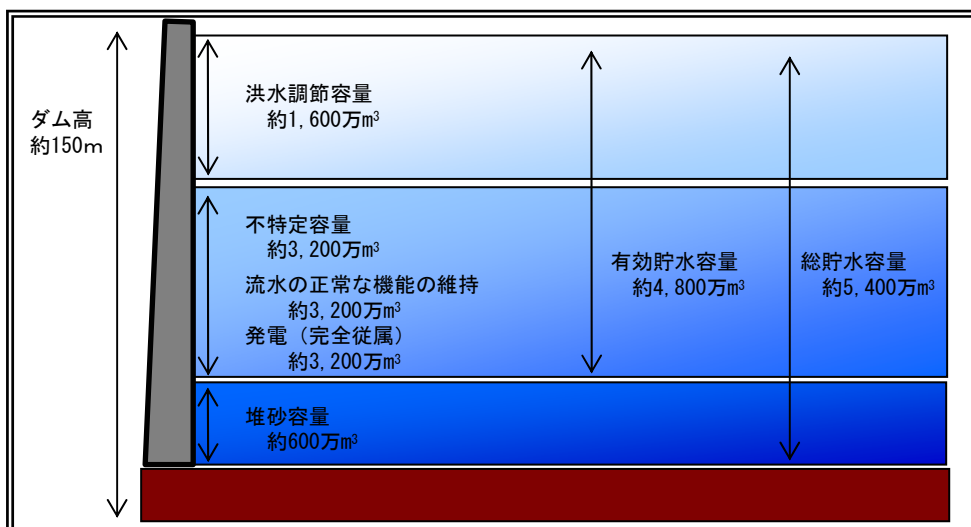 ダム高
約150m
洪水調節容量
約1,600万m³
不特定容量
約3,200万m³
流水の正常な機能の維持
約3,200万m³
発電（完全従属）
約3,200万m³
有効貯水容量
約4,800万m³
総貯水容量
約5,400万m³
堆砂容量
約600万m³